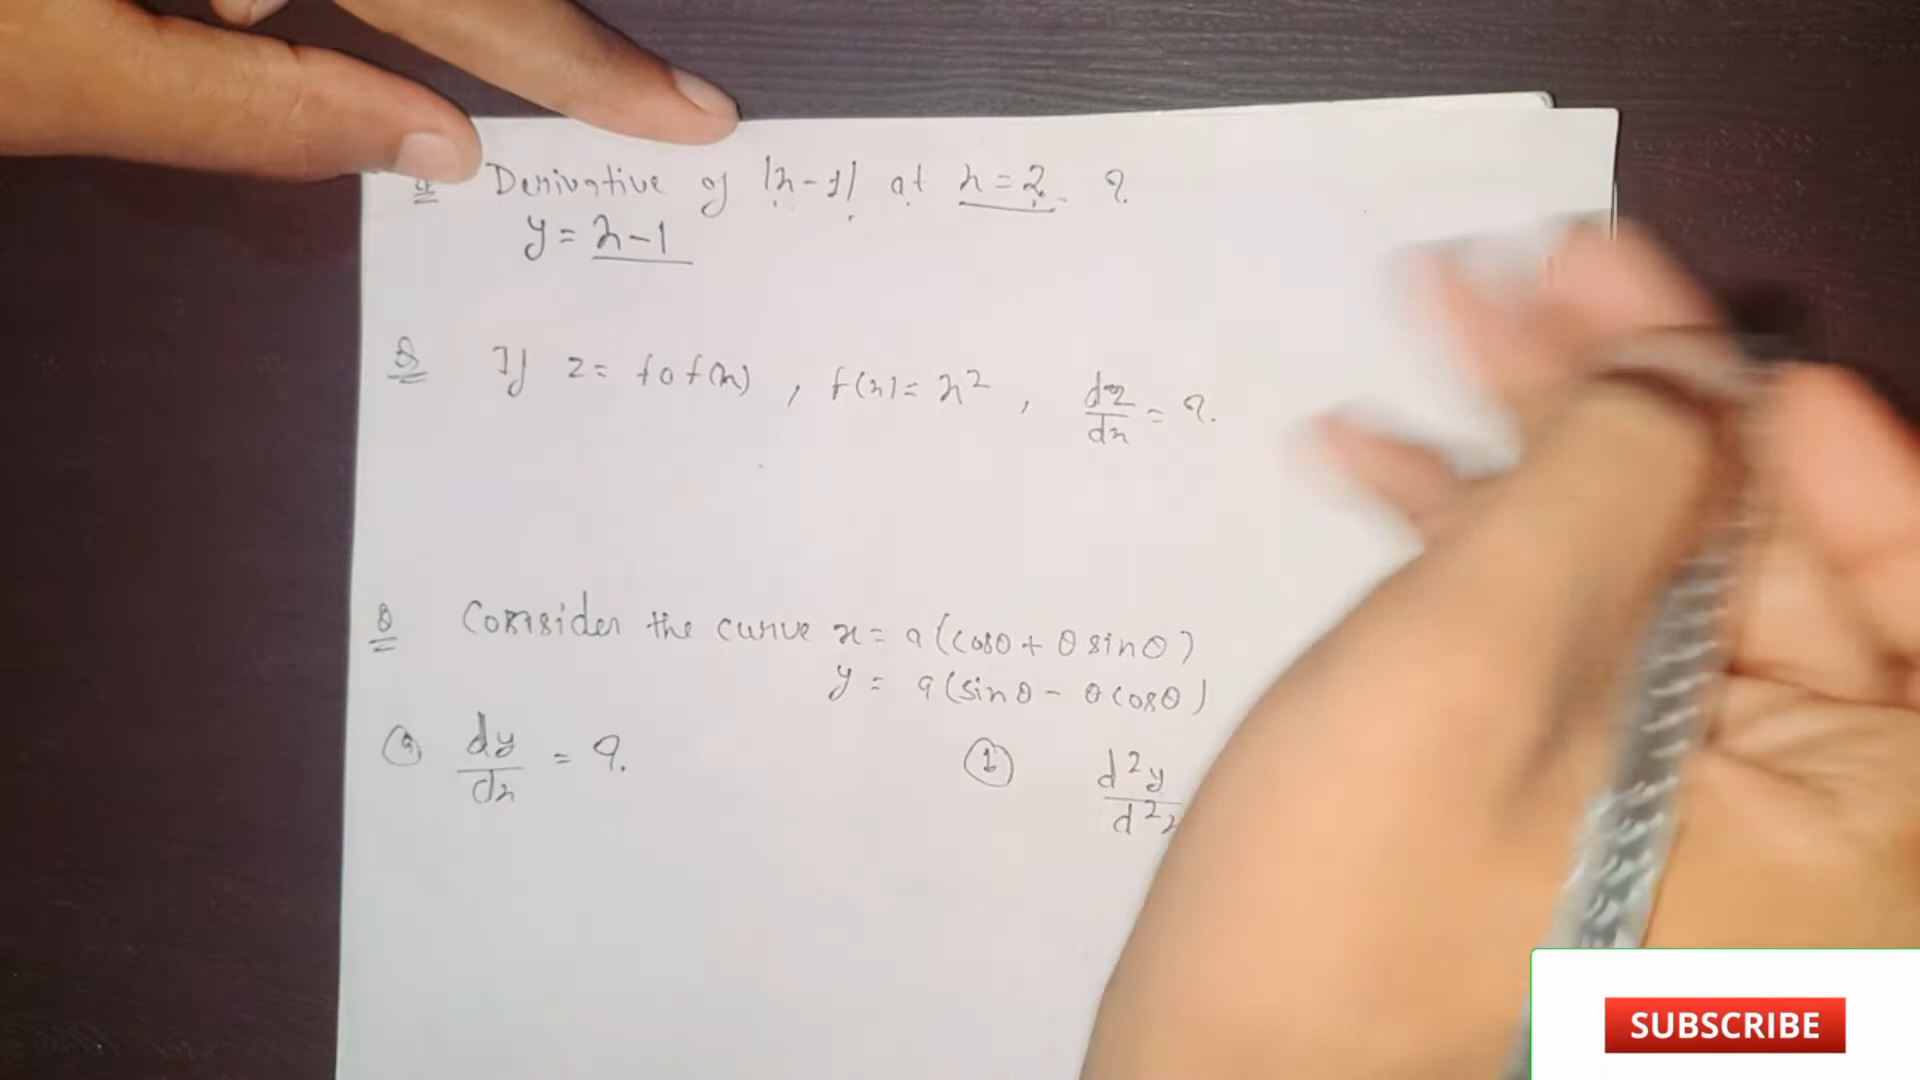 Q Derivative of |x-1| at x=2 ?
y = x-1
Q If z = fof(x), f(x) = x², dz/dx = ?
Q Consider the curve x = a(cosθ + θ sinθ)
y = a(sinθ - θcosθ)
(a) dy/dx = ?
(b) d²y/d²x
SUBSCRIBE